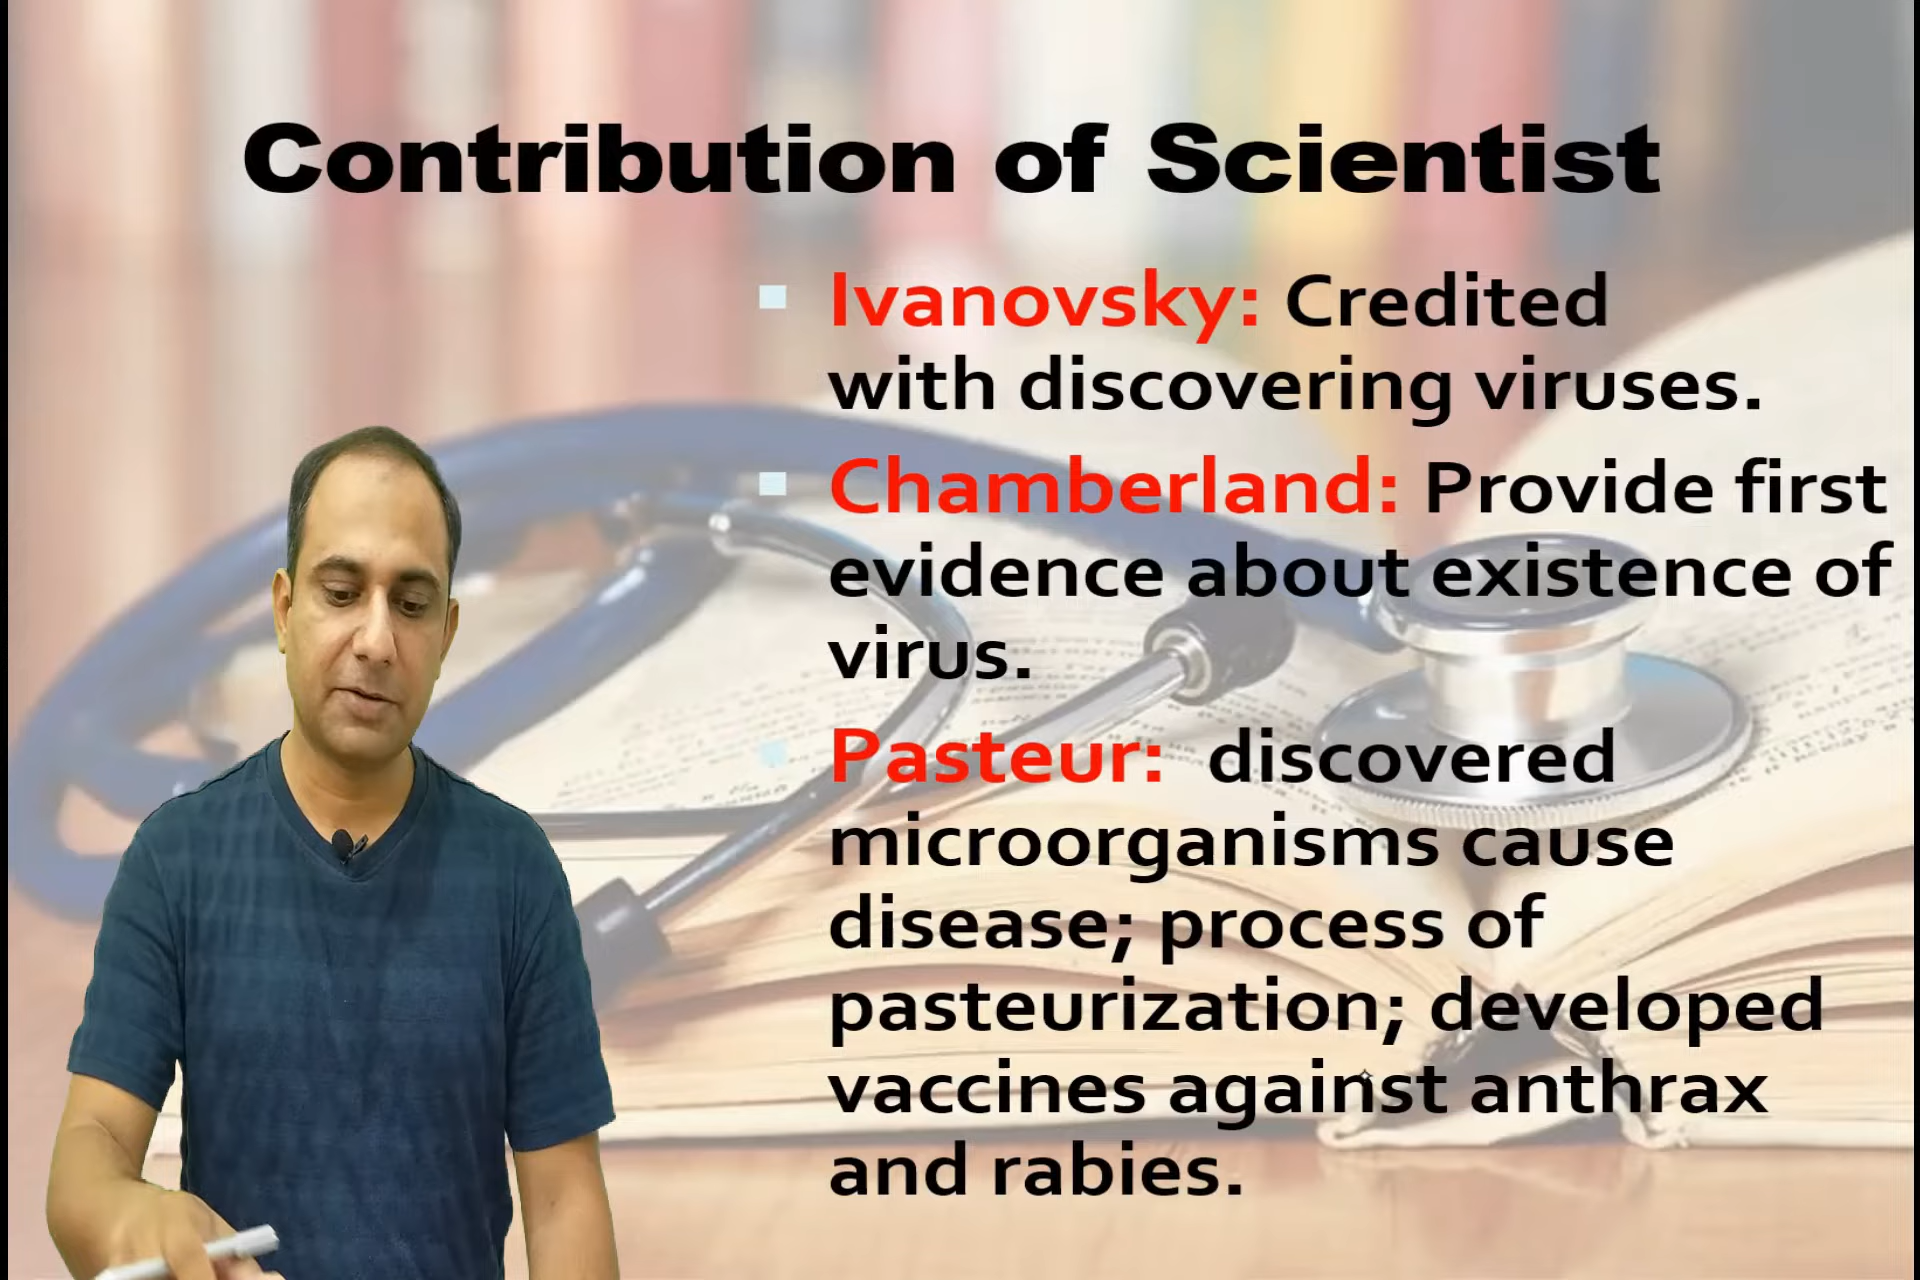 Contribution of Scientist
Ivanovsky: Credited
with discovering viruses.
Chamberland: Provide first
evidence about existence of
virus.
Pasteur: discovered
microorganisms cause
disease; process of
pasteurization; developed
vaccines against anthrax
and rabies.